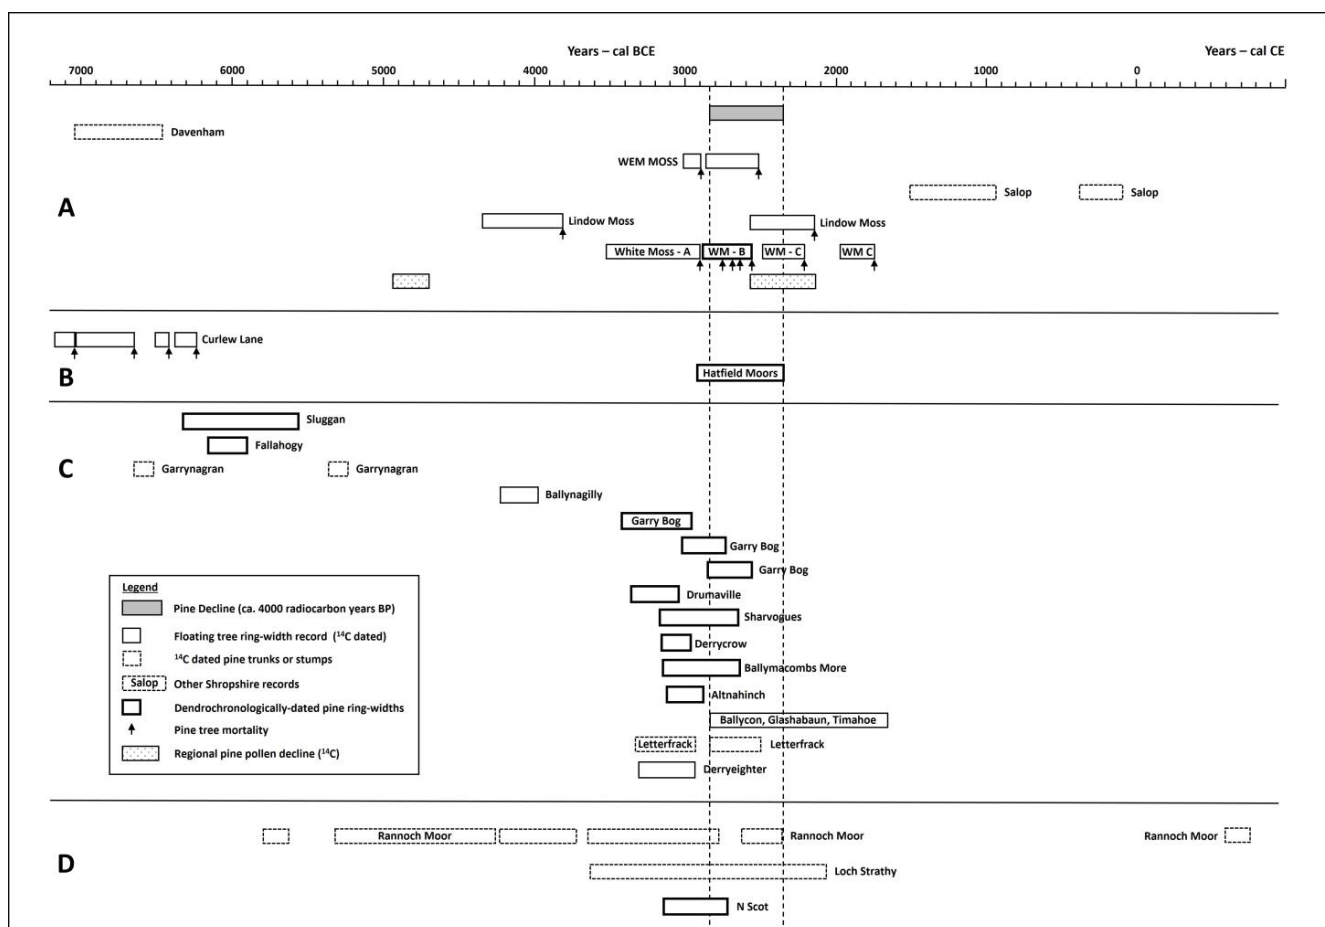 Years – cal BCE
Years – cal CE
7000 6000 5000 4000 3000 2000 1000 0 1000
Davenham
WEM MOSS
A
Salop Salop
Lindow Moss Lindow Moss
White Moss - A WM - B WM - C WM C
Curlew Lane
B
Hatfield Moors
Sluggan
Fallahogy
C
Garrynagran Garrynagran
Ballynagilly
Garry Bog
Garry Bog
Garry Bog
Drumaville
Sharvogues
Derrycrow
Ballymacombs More
Altnahinch
Ballycon, Glashabaun, Timahoe
Letterfrack Letterfrack
Derryeighter
Legend
Pine Decline (ca. 4000 radiocarbon years BP)
Floating tree ring-width record (¹⁴C dated)
¹⁴C dated pine trunks or stumps
Salop Other Shropshire records
Dendrochronologically-dated pine ring-widths
Pine tree mortality
Regional pine pollen decline (¹⁴C)
Rannoch Moor Rannoch Moor Rannoch Moor
D
Loch Strathy
N Scot